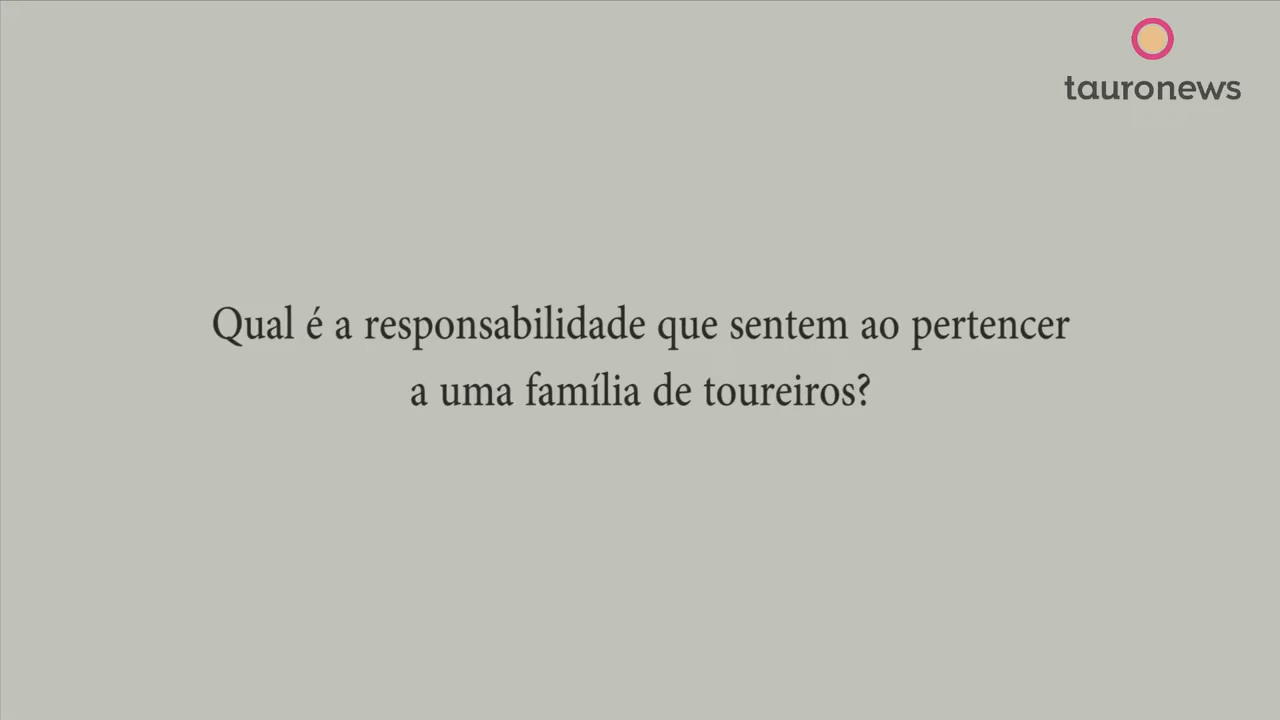 tauronews
Qual é a responsabilidade que sentem ao pertencer
a uma família de toureiros?